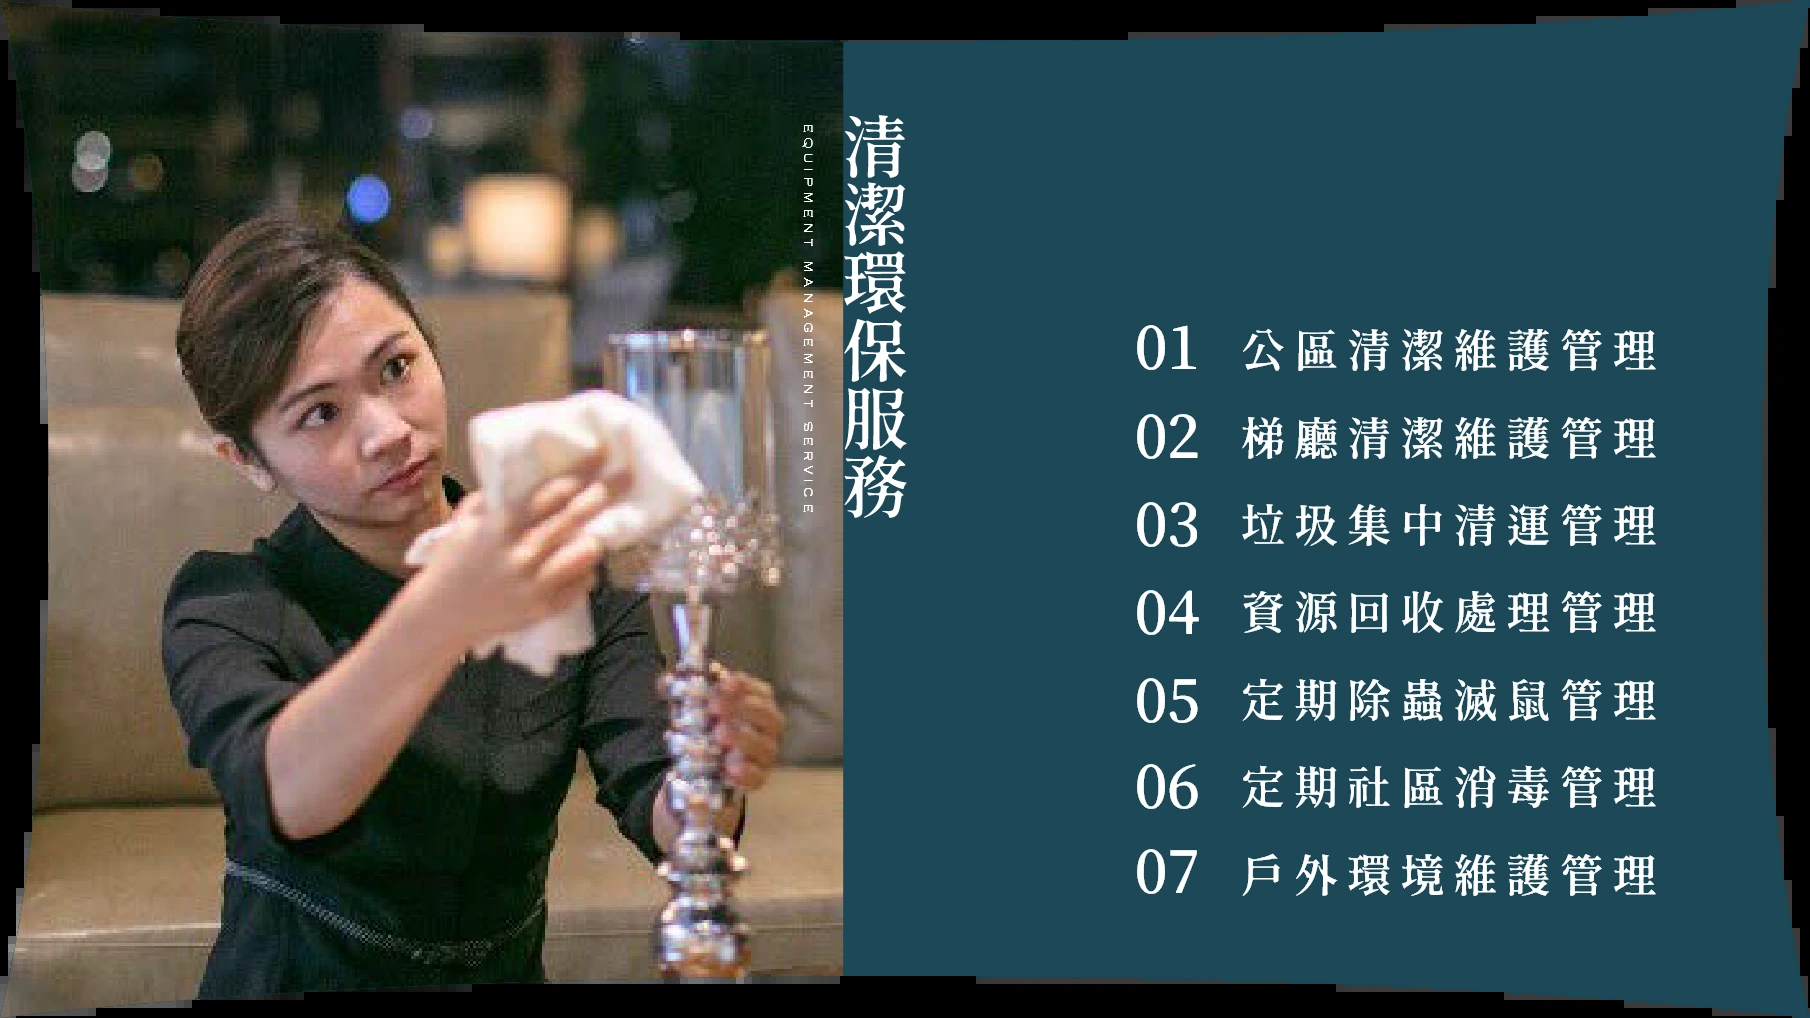 清潔環保服務
EQUIPMENT MANAGEMENT SERVICE
01 公區清潔維護管理
02 梯廳清潔維護管理
03 垃圾集中清運管理
04 資源回收處理管理
05 定期除蟲滅鼠管理
06 定期社區消毒管理
07 戶外環境維護管理